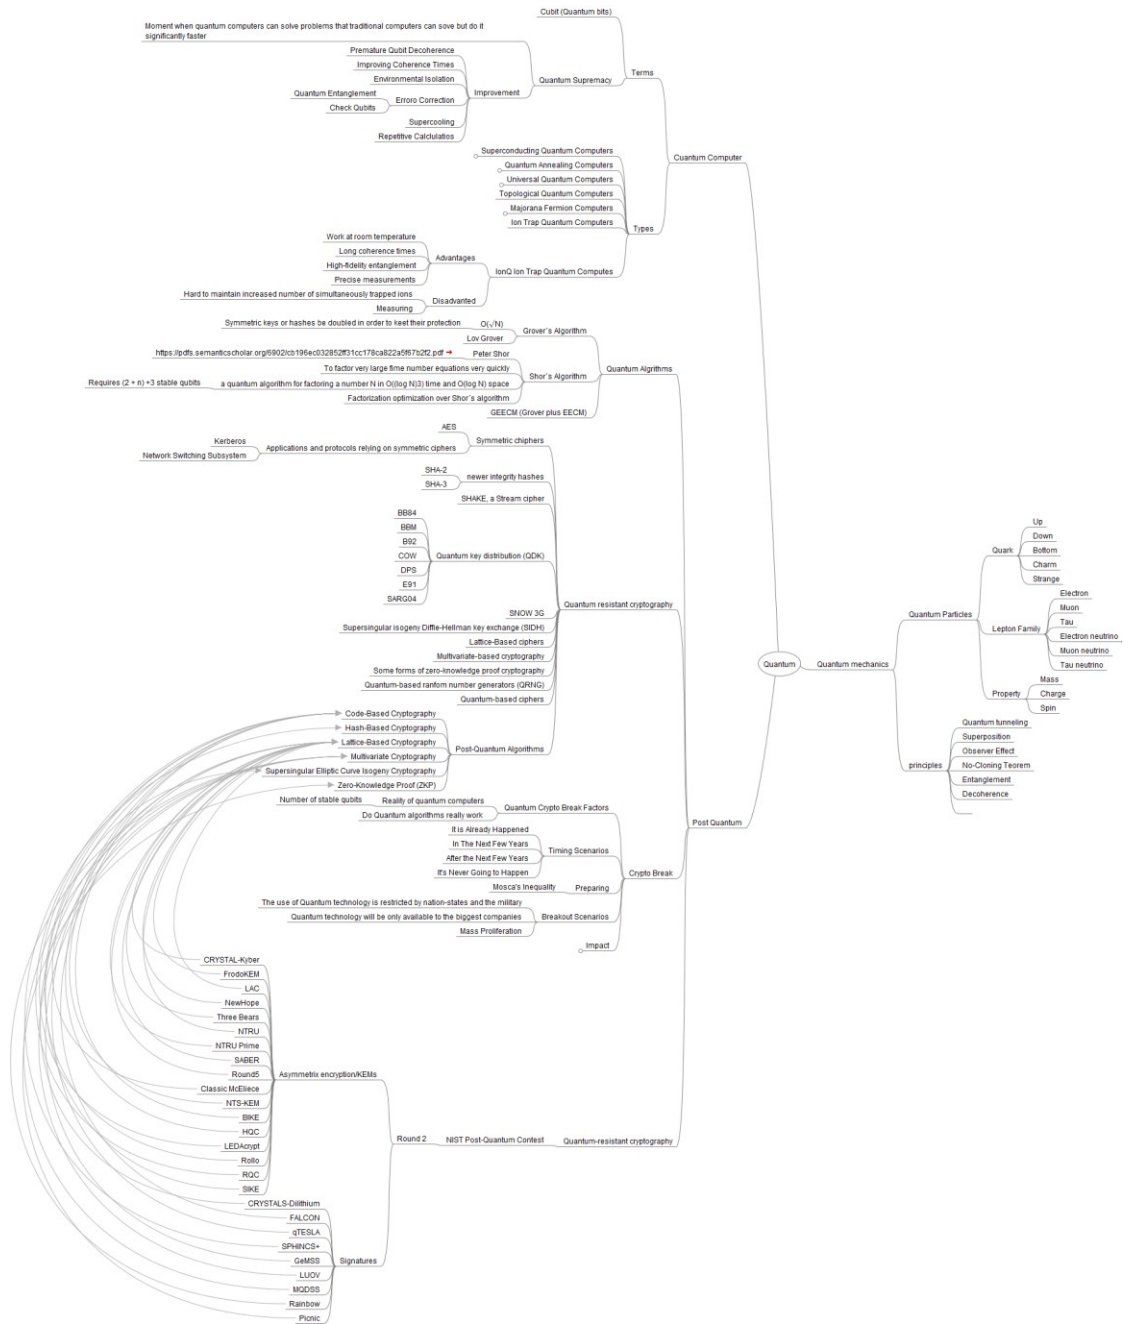 Cubit (Quantum bits)
Moment when quantum computers can solve problems that traditional computers can sove but do it
significantly faster
Premature Qubit Decoherence
Improving Coherence Times
Environmental Isolation
Quantum Entanglement
Check Qubits
Erroro Correction
Supercooling
Repetitive Calclulatios
Improvement
Quantum Supremacy
Terms
Superconducting Quantum Computers
Quantum Annealing Computers
Universal Quantum Computers
Topological Quantum Computers
Majorana Fermion Computers
Ion Trap Quantum Computers
Types
Cuantum Computer
Work at room temperature
Long coherence times
High-fidelity entanglement
Precise measurements
Advantages
IonQ Ion Trap Quantum Computes
Hard to maintain increased number of simultaneously trapped ions
Measuring
Disadvanted
Symmetric keys or hashes be doubled in order to keet their protection
O(√N)
Lov Grover
Grover´s Algorithm
https://pdfs.semanticscholar.org/6902/cb196ec032852ff31cc178ca822a5f67b2f2.pdf
Peter Shor
To factor very large fime number equations very quickly
Requires (2 + n) +3 stable qubits
a quantum algorithm for factoring a number N in O((log N)3) time and O(log N) space
Factorization optimization over Shor´s algorithm
Shor´s Algorithm
GEECM (Grover plus EECM)
Quantum Algrithms
AES
Kerberos
Network Switching Subsystem
Applications and protocols relying on symmetric ciphers
Symmetric chiphers
SHA-2
SHA-3
newer integrity hashes
SHAKE, a Stream cipher
BB84
BBM
B92
COW
DPS
E91
SARG04
Quantum key distribution (QDK)
SNOW 3G
Supersingular isogeny Diffie-Hellman key exchange (SIDH)
Lattice-Based ciphers
Multivariate-based cryptography
Some forms of zero-knowledge proof cryptography
Quantum-based ranfom number generators (QRNG)
Quantum-based ciphers
Quantum resistant cryptography
Code-Based Cryptography
Hash-Based Cryptography
Lattice-Based Cryptography
Multivariate Cryptography
Supersingular Elliptic Curve Isogeny Cryptography
Zero-Knowledge Proof (ZKP)
Post-Quantum Algorithms
Number of stable qubits
Reality of quantum computers
Do Quantum algorithms really work
Quantum Crypto Break Factors
It is Already Happened
In The Next Few Years
After the Next Few Years
It's Never Going to Happen
Timing Scenarios
Mosca's Inequality
Preparing
The use of Quantum technology is restricted by nation-states and the military
Quantum technology will be only available to the biggest companies
Mass Proliferation
Breakout Scenarios
Impact
Crypto Break
Post Quantum
CRYSTAL-Kyber
FrodoKEM
LAC
NewHope
Three Bears
NTRU
NTRU Prime
SABER
Round5
Classic McEliece
NTS-KEM
BIKE
HQC
LEDAcrypt
Rollo
RQC
SIKE
Asymmetrix encryption/KEMs
CRYSTALS-Dilithium
FALCON
qTESLA
SPHINCS+
GeMSS
LUOV
MQDSS
Rainbow
Picnic
Signatures
Round 2
NIST Post-Quantum Contest
Quantum-resistant cryptography
Quantum
Quantum mechanics
Quantum Particles
Quark
Up
Down
Bottom
Charm
Strange
Lepton Family
Electron
Muon
Tau
Electron neutrino
Muon neutrino
Tau neutrino
Property
Mass
Charge
Spin
principles
Quantum tunneling
Superposition
Observer Effect
No-Cloning Teorem
Entanglement
Decoherence